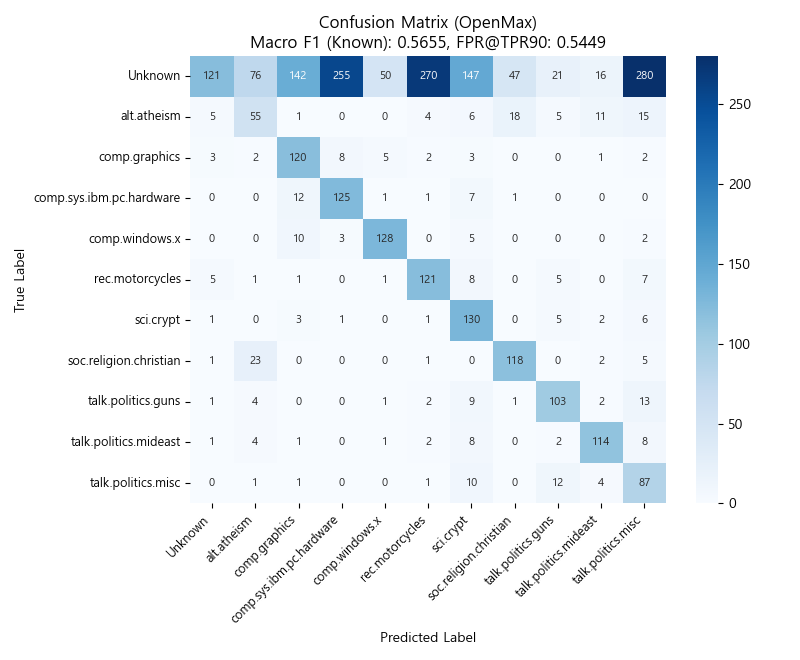 Confusion Matrix (OpenMax)
Macro F1 (Known): 0.5655, FPR@TPR90: 0.5449
True Label
Unknown 121 76 142 255 50 270 147 47 21 16 280
alt.atheism 5 55 1 0 0 4 6 18 5 11 15
comp.graphics 3 2 120 8 5 2 3 0 0 1 2
comp.sys.ibm.pc.hardware 0 0 12 125 1 1 7 1 0 0 0
comp.windows.x 0 0 10 3 128 0 5 0 0 0 2
rec.motorcycles 5 1 1 0 1 121 8 0 5 0 7
sci.crypt 1 0 3 1 0 1 130 0 5 2 6
soc.religion.christian 1 23 0 0 0 1 0 118 0 2 5
talk.politics.guns 1 4 0 0 1 2 9 1 103 2 13
talk.politics.mideast 1 4 1 0 1 2 8 0 2 114 8
talk.politics.misc 0 1 1 0 0 1 10 0 12 4 87
Unknown
alt.atheism
comp.graphics
comp.sys.ibm.pc.hardware
comp.windows.x
rec.motorcycles
sci.crypt
soc.religion.christian
talk.politics.guns
talk.politics.mideast
talk.politics.misc
Predicted Label
250
200
150
100
50
0